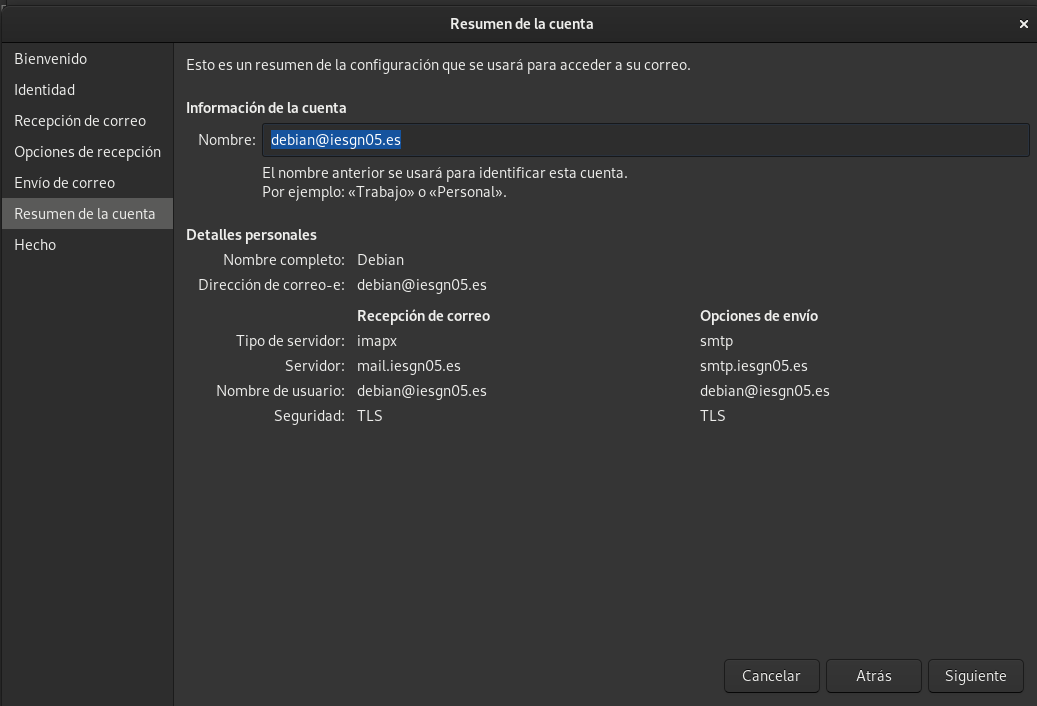 Resumen de la cuenta
Bienvenido
Identidad
Recepción de correo
Opciones de recepción
Envío de correo
Resumen de la cuenta
Hecho
Esto es un resumen de la configuración que se usará para acceder a su correo.
Información de la cuenta
Nombre: debian@iesgn05.es
El nombre anterior se usará para identificar esta cuenta.
Por ejemplo: «Trabajo» o «Personal».
Detalles personales
Nombre completo: Debian
Dirección de correo-e: debian@iesgn05.es
Recepción de correo Opciones de envío
Tipo de servidor: imapx smtp
Servidor: mail.iesgn05.es smtp.iesgn05.es
Nombre de usuario: debian@iesgn05.es debian@iesgn05.es
Seguridad: TLS TLS
Cancelar Atrás Siguiente